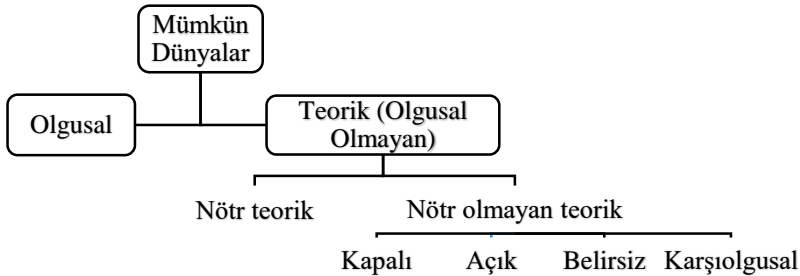 Mümkün
Dünyalar
Olgusal
Teorik (Olgusal
Olmayan)
Nötr teorik
Nötr olmayan teorik
Kapalı
Açık
Belirsiz
Karşıolgusal